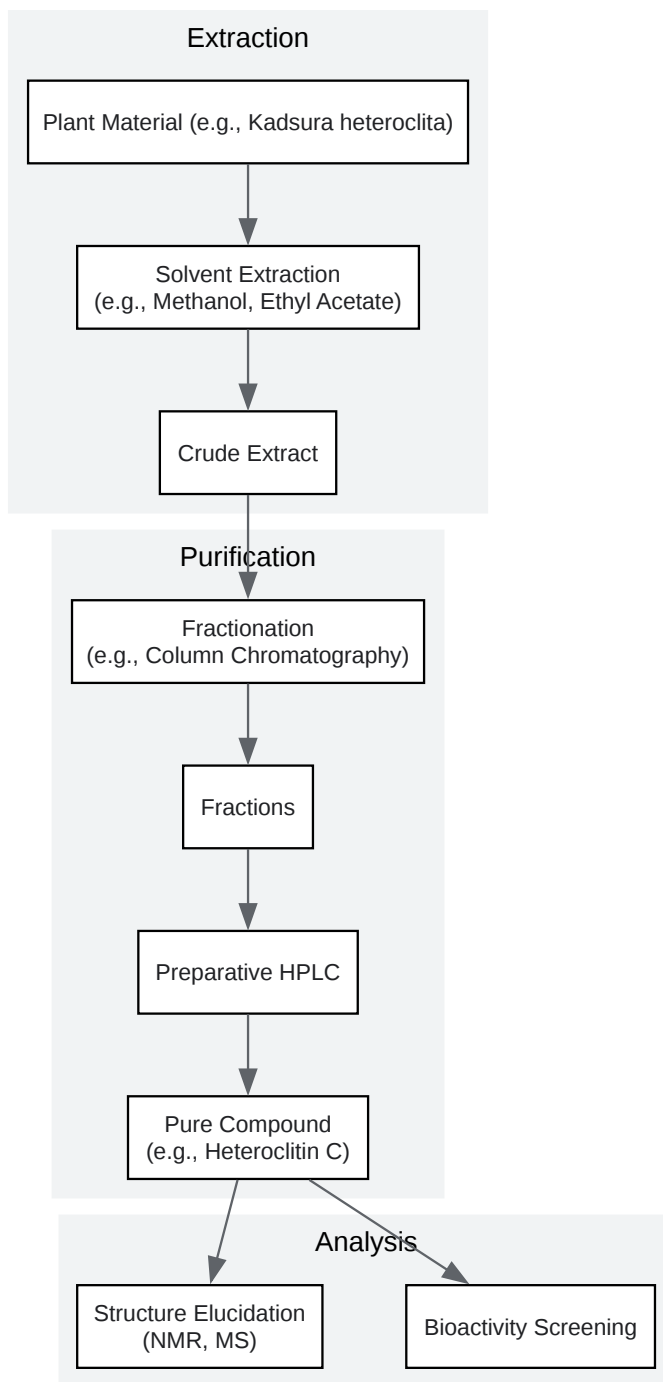 Extraction
Plant Material (e.g., Kadsura heteroclita)
Solvent Extraction
(e.g., Methanol, Ethyl Acetate)
Crude Extract
Purification
Fractionation
(e.g., Column Chromatography)
Fractions
Preparative HPLC
Pure Compound
(e.g., Heteroclitin C)
Analysis
Structure Elucidation
(NMR, MS)
Bioactivity Screening